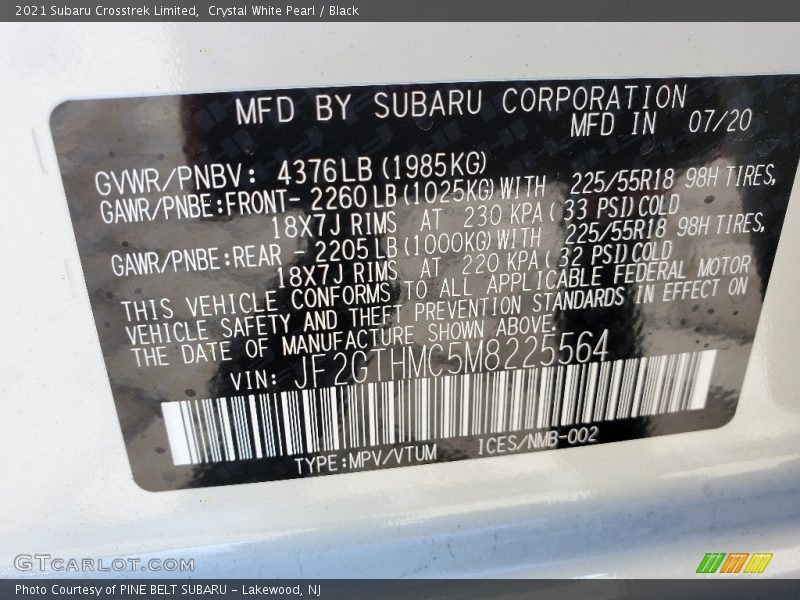 2021 Subaru Crosstrek Limited,  Crystal White Pearl / Black
MFD BY SUBARU CORPORATION
MFD IN 07/20
GVWR/PNBV: 4376LB(1985KG)
GAWR/PNBE:FRONT- 2260LB(1025KG)WITH 225/55R18 98H TIRES,
18X7J RIMS AT 230 KPA( 33 PSI)COLD
GAWR/PNBE:REAR - 2205LB(1000KG)WITH 225/55R18 98H TIRES,
18X7J RIMS AT 220 KPA( 32 PSI)COLD
THIS VEHICLE CONFORMS TO ALL APPLICABLE FEDERAL MOTOR
VEHICLE SAFETY AND THEFT PREVENTION STANDARDS IN EFFECT ON
THE DATE OF MANUFACTURE SHOWN ABOVE.
VIN: JF2GTHMC5M8225564
TYPE:MPV/VTUM ICES/NMB-002
GTCARLOT.COM
Photo Courtesy of PINE BELT SUBARU - Lakewood, NJ